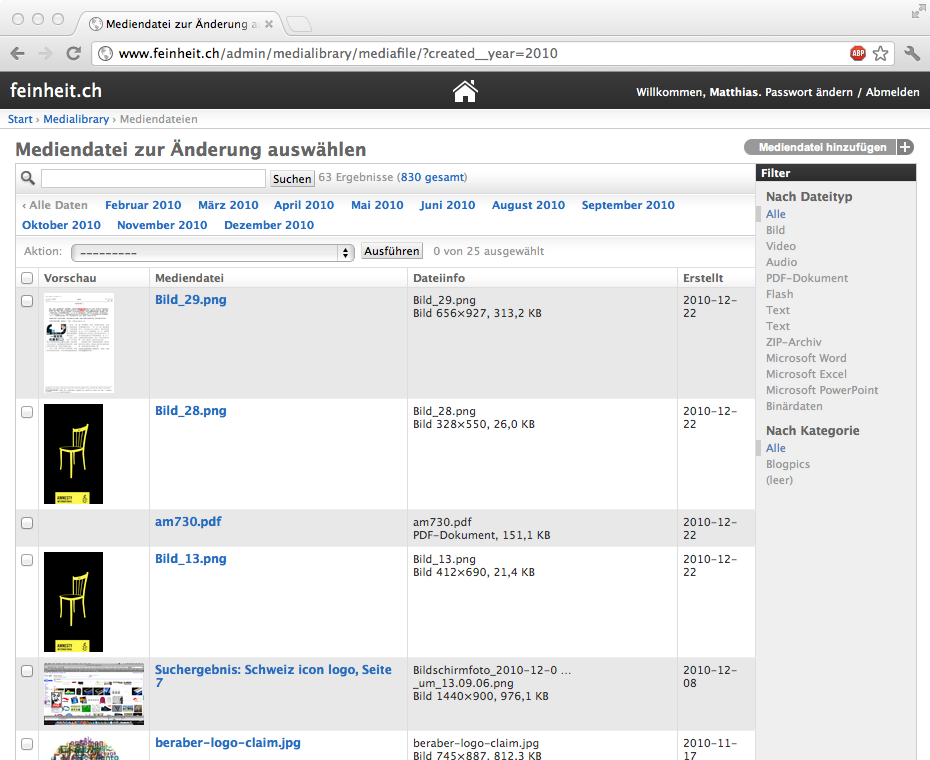 Mediendatei zur Änderung a
www.feinheit.ch/admin/medialibrary/mediafile/?created__year=2010
ABP
feinheit.ch
Willkommen, Matthias. Passwort ändern / Abmelden
Start › Medialibrary › Mediendateien
Mediendatei zur Änderung auswählen
Mediendatei hinzufügen +
Suchen 63 Ergebnisse (830 gesamt)
‹ Alle Daten Februar 2010 März 2010 April 2010 Mai 2010 Juni 2010 August 2010 September 2010
Oktober 2010 November 2010 Dezember 2010
Aktion: --------- Ausführen 0 von 25 ausgewählt
Vorschau Mediendatei Dateiinfo Erstellt
Bild_29.png Bild_29.png 2010-12-
Bild 656×927, 313,2 KB 22
Bild_28.png Bild_28.png 2010-12-
Bild 328×550, 26,0 KB 22
AMNESTY
INTERNATIONAL
am730.pdf am730.pdf 2010-12-
PDF-Dokument, 151,1 KB 22
Bild_13.png Bild_13.png 2010-12-
Bild 412×690, 21,4 KB 22
AMNESTY
INTERNATIONAL
Suchergebnis: Schweiz icon logo, Seite Bildschirmfoto_2010-12-0 ... 2010-12-
7 _um_13.09.06.png 08
Bild 1440×900, 976,1 KB
beraber-logo-claim.jpg beraber-logo-claim.jpg 2010-11-
Bild 745×887, 812,3 KB 17
Filter
Nach Dateityp
Alle
Bild
Video
Audio
PDF-Dokument
Flash
Text
Text
ZIP-Archiv
Microsoft Word
Microsoft Excel
Microsoft PowerPoint
Binärdaten
Nach Kategorie
Alle
Blogpics
(leer)